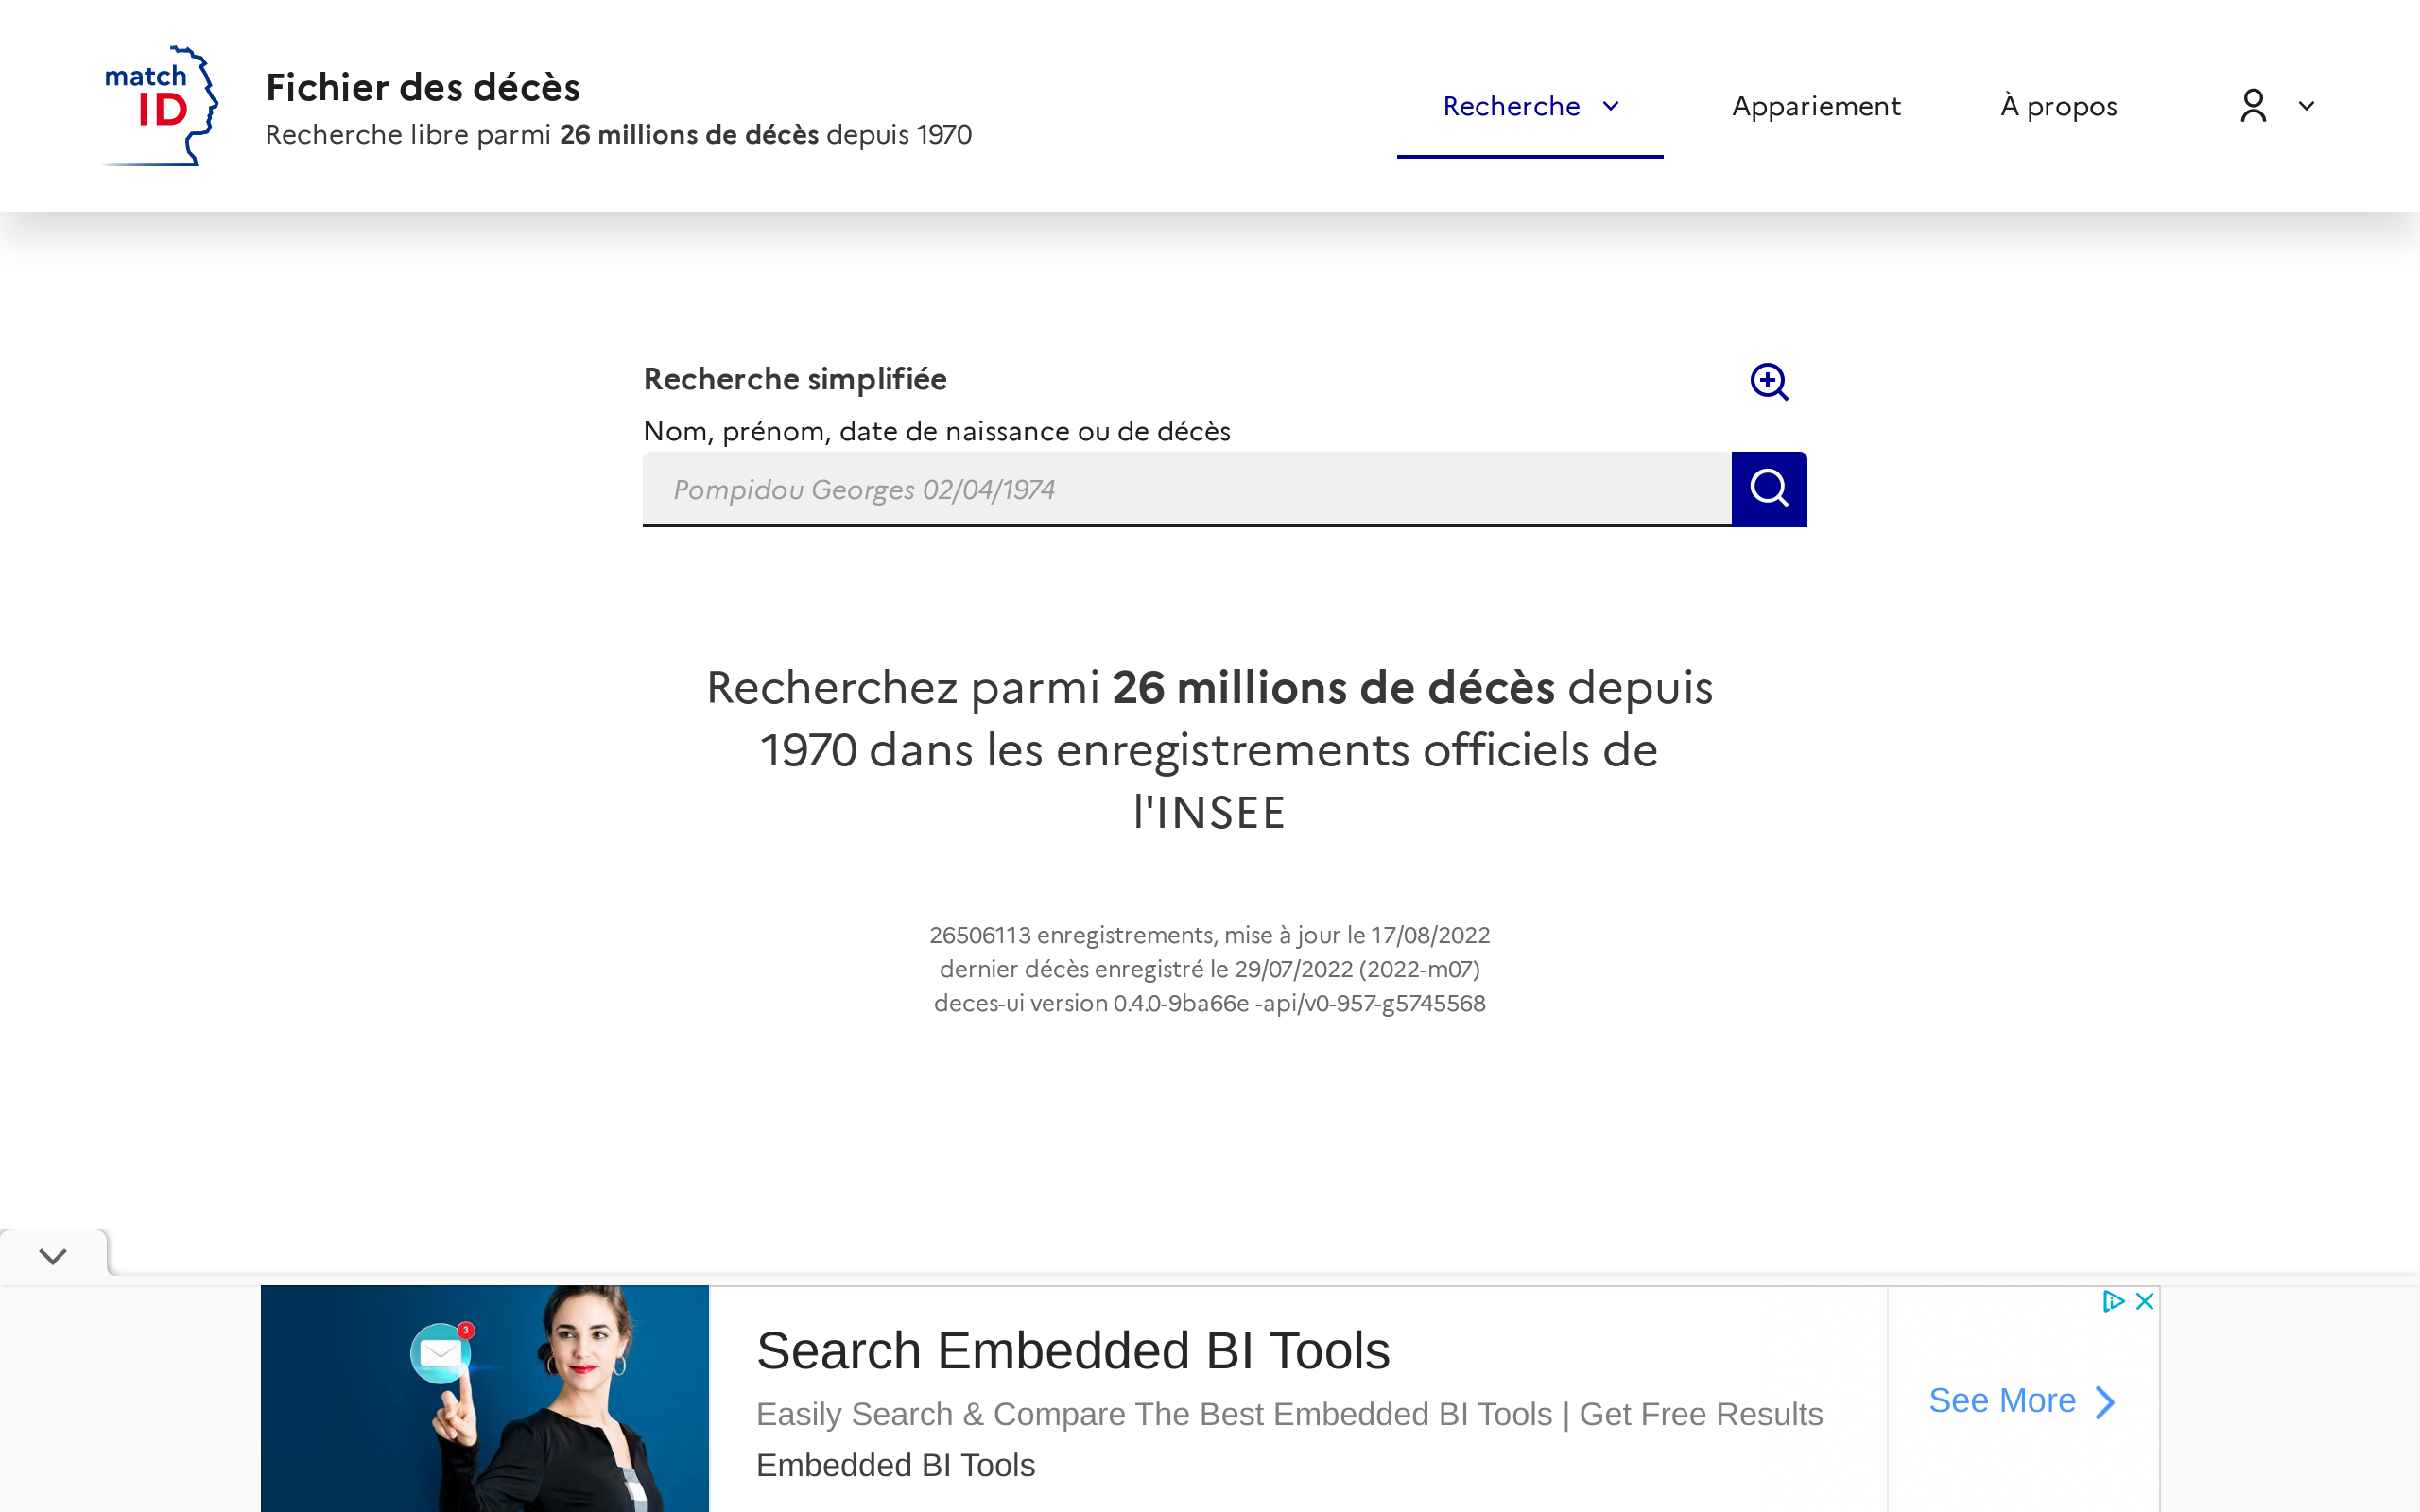 match
ID
Fichier des décès
Recherche libre parmi 26 millions de décès depuis 1970
Recherche
Appariement
À propos
Recherche simplifiée
Nom, prénom, date de naissance ou de décès
Pompidou Georges 02/04/1974
Recherchez parmi 26 millions de décès depuis
1970 dans les enregistrements officiels de
l'INSEE
26506113 enregistrements, mise à jour le 17/08/2022
dernier décès enregistré le 29/07/2022 (2022-m07)
deces-ui version 0.4.0-9ba66e -api/v0-957-g5745568
3
Search Embedded BI Tools
Easily Search & Compare The Best Embedded BI Tools | Get Free Results
Embedded BI Tools
See More